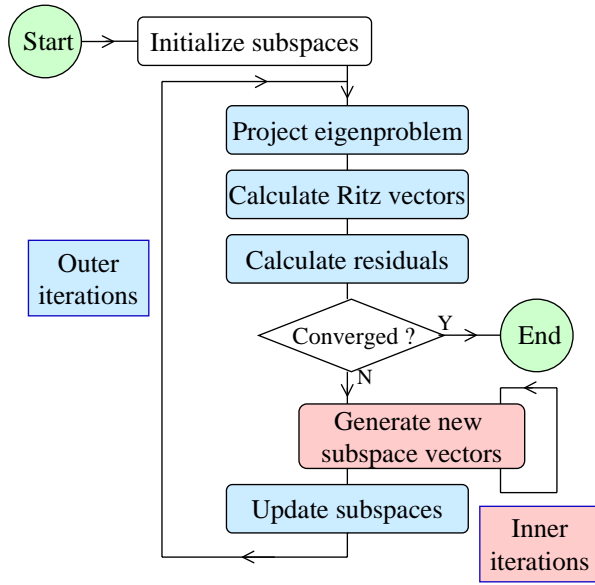 Start
Initialize subspaces
Project eigenproblem
Calculate Ritz vectors
Calculate residuals
Outer
iterations
Converged ?
Y
End
N
Generate new
subspace vectors
Update subspaces
Inner
iterations